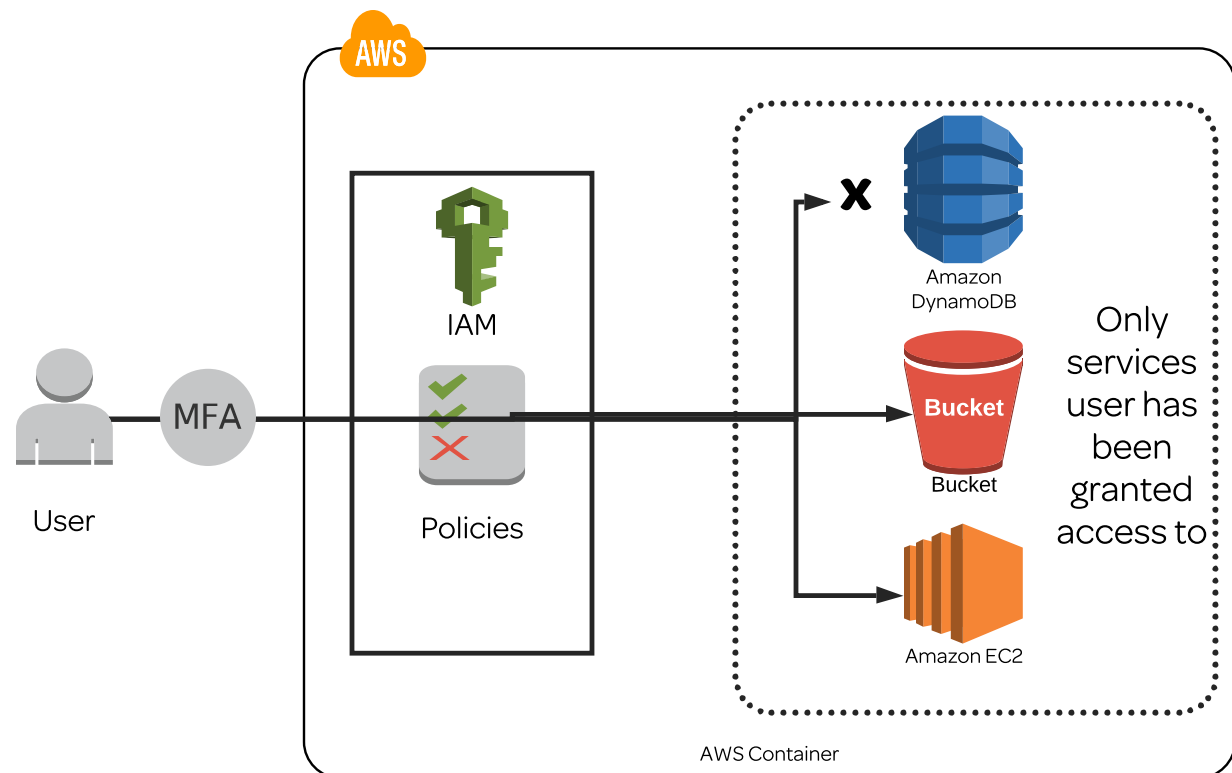 AWS
IAM
MFA
User
Policies
Amazon
DynamoDB
Bucket
Bucket
Amazon EC2
Only
services
user has
been
granted
access to
AWS Container